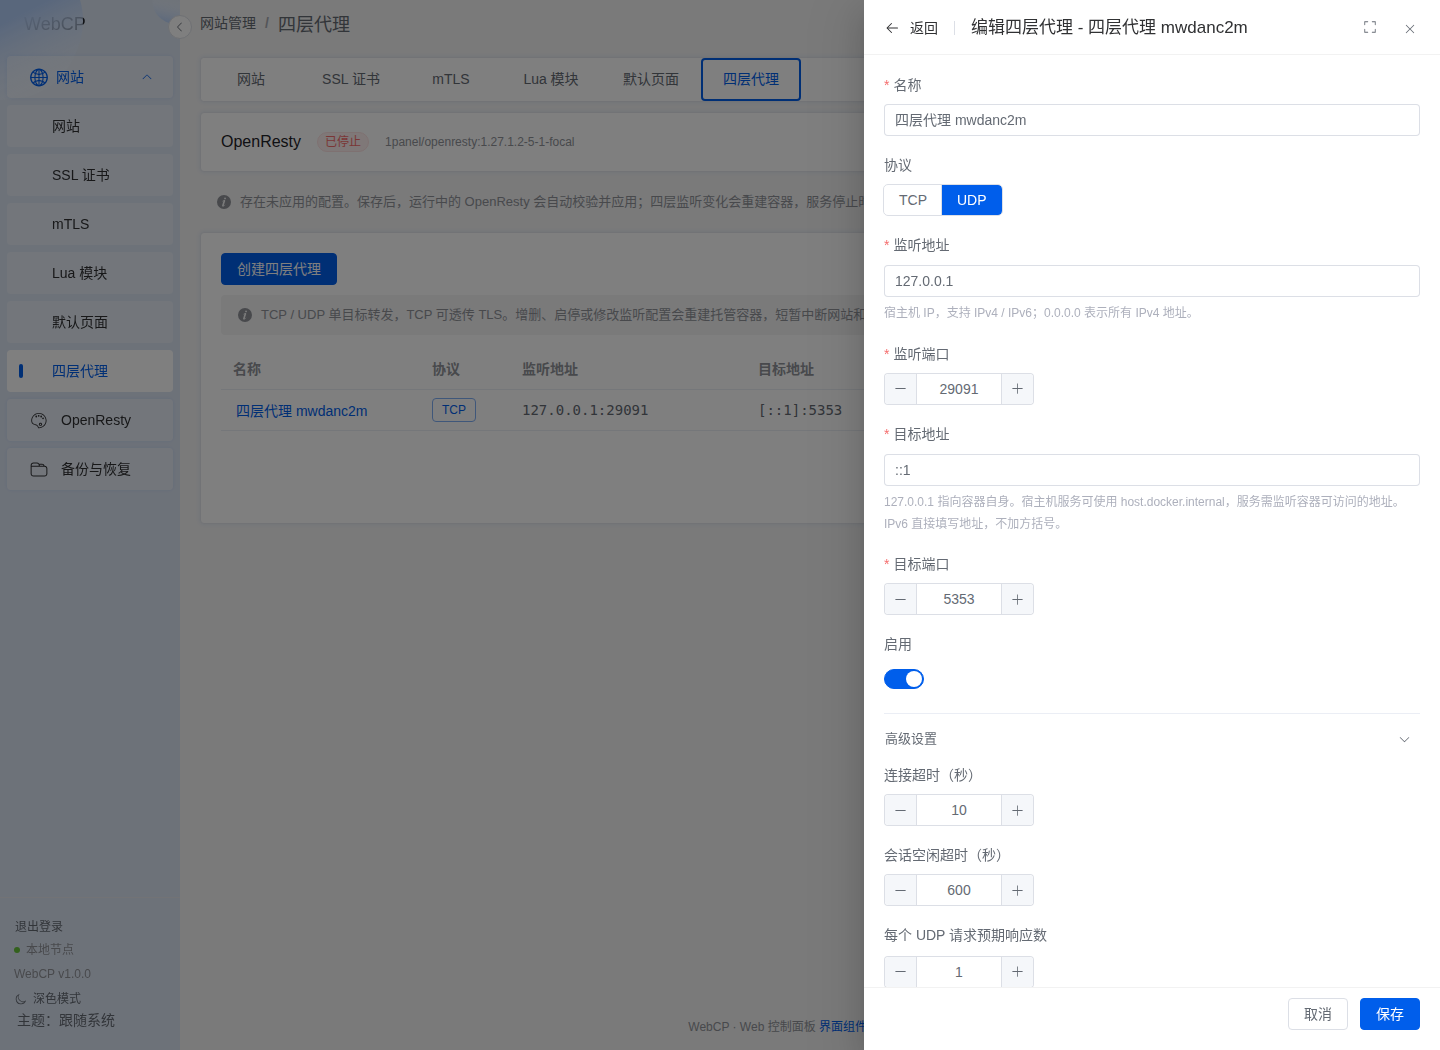 WebCP
网站
网站
SSL 证书
mTLS
Lua 模块
默认页面
四层代理
OpenResty
备份与恢复
退出登录
本地节点
WebCP v1.0.0
深色模式
主题：跟随系统
网站管理 / 四层代理
网站 SSL 证书 mTLS Lua 模块 默认页面 四层代理
OpenResty 已停止 1panel/openresty:1.27.1.2-5-1-focal
存在未应用的配置。保存后，运行中的 OpenResty 会自动校验并应用；四层监听变化会重建容器，服务停止
创建四层代理
TCP / UDP 单目标转发，TCP 可透传 TLS。增删、启停或修改监听配置会重建托管容器，短暂中断网站和
名称 协议 监听地址 目标地址
四层代理 mwdanc2m TCP 127.0.0.1:29091 [::1]:5353
WebCP · Web 控制面板 界面组件
返回 编辑四层代理 - 四层代理 mwdanc2m
* 名称
四层代理 mwdanc2m
协议
TCP UDP
* 监听地址
127.0.0.1
宿主机 IP，支持 IPv4 / IPv6；0.0.0.0 表示所有 IPv4 地址。
* 监听端口
29091
* 目标地址
::1
127.0.0.1 指向容器自身。宿主机服务可使用 host.docker.internal，服务需监听容器可访问的地址。
IPv6 直接填写地址，不加方括号。
* 目标端口
5353
启用
高级设置
连接超时（秒）
10
会话空闲超时（秒）
600
每个 UDP 请求预期响应数
1
取消 保存